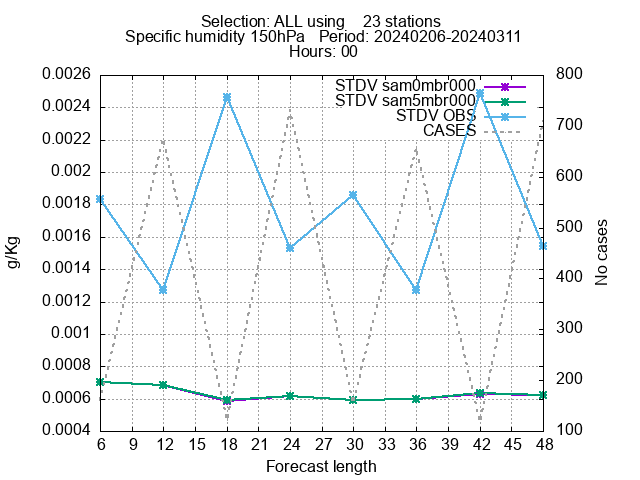 Selection: ALL using    23 stations
Specific humidity 150hPa   Period: 20240206-20240311
Hours: 00
STDV sam0mbr000
STDV sam5mbr000
STDV OBS
CASES
0.0026
0.0024
0.0022
0.002
0.0018
0.0016
0.0014
0.0012
0.001
0.0008
0.0006
0.0004
g/Kg
800
700
600
500
400
300
200
100
No cases
6 9 12 15 18 21 24 27 30 33 36 39 42 45 48
Forecast length